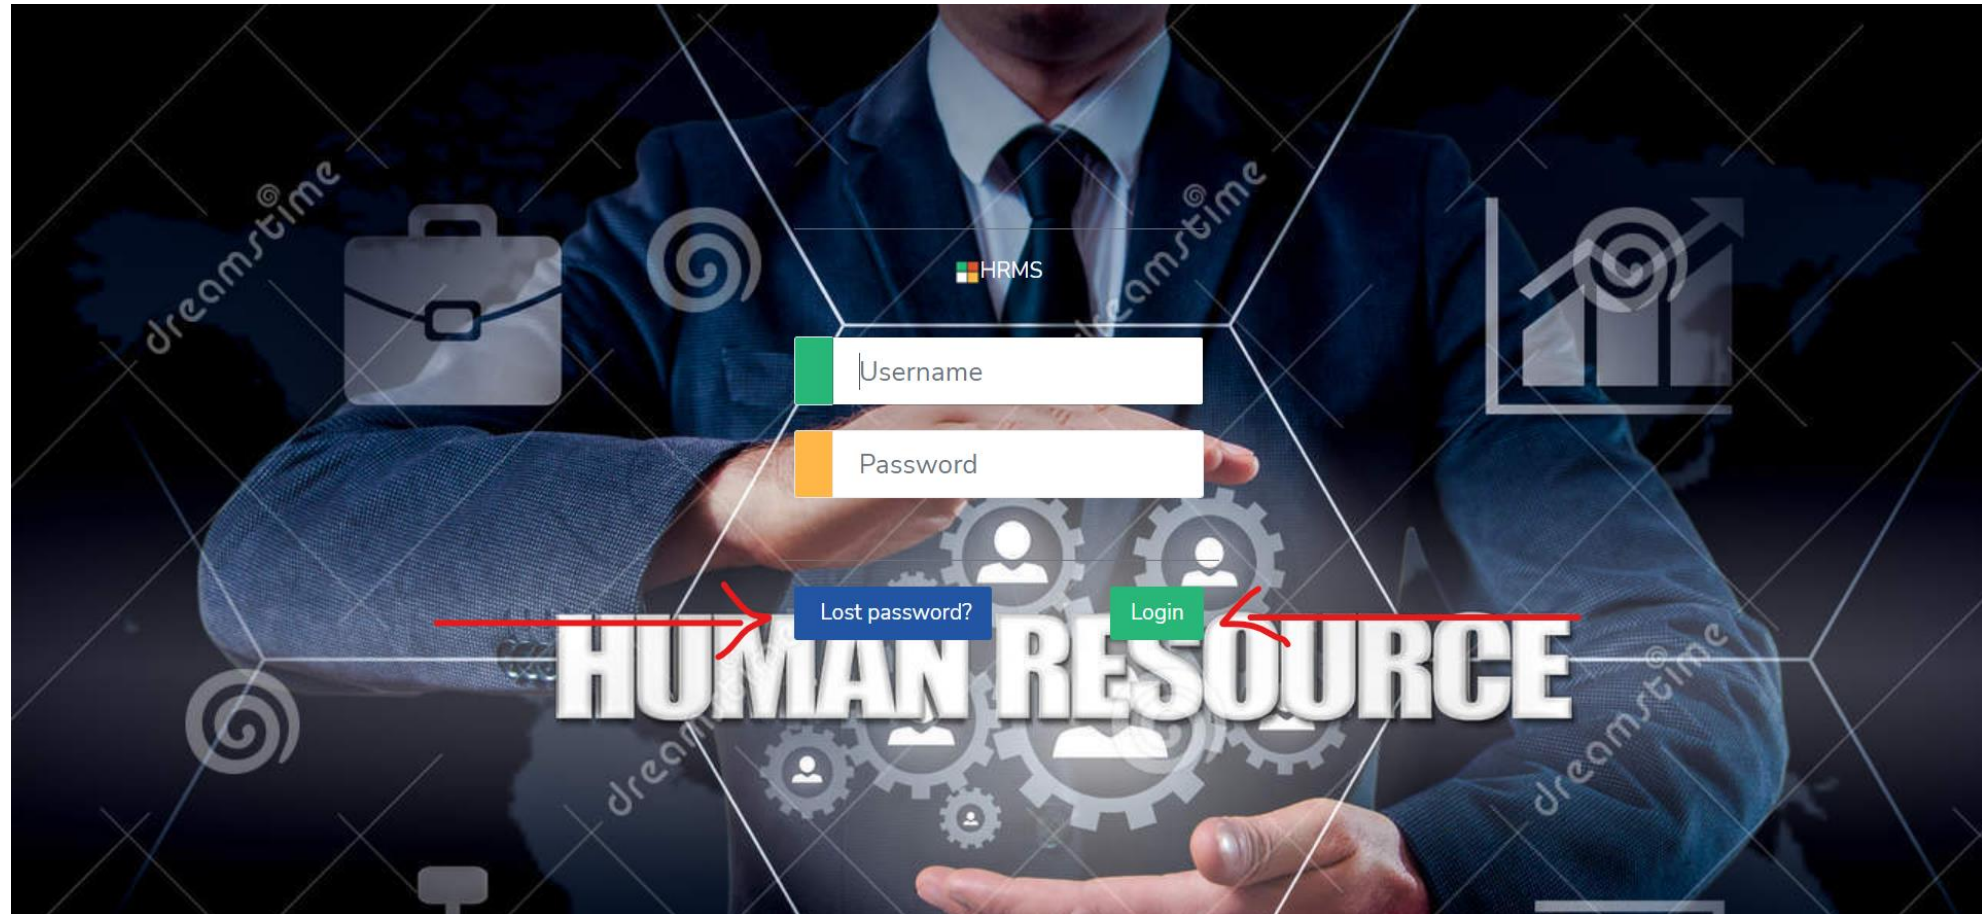 dreamstime
dreamstime
HRMS
Username
Password
Lost password?
Login
HUMAN RESOURCE
dreamstime
dreamstime